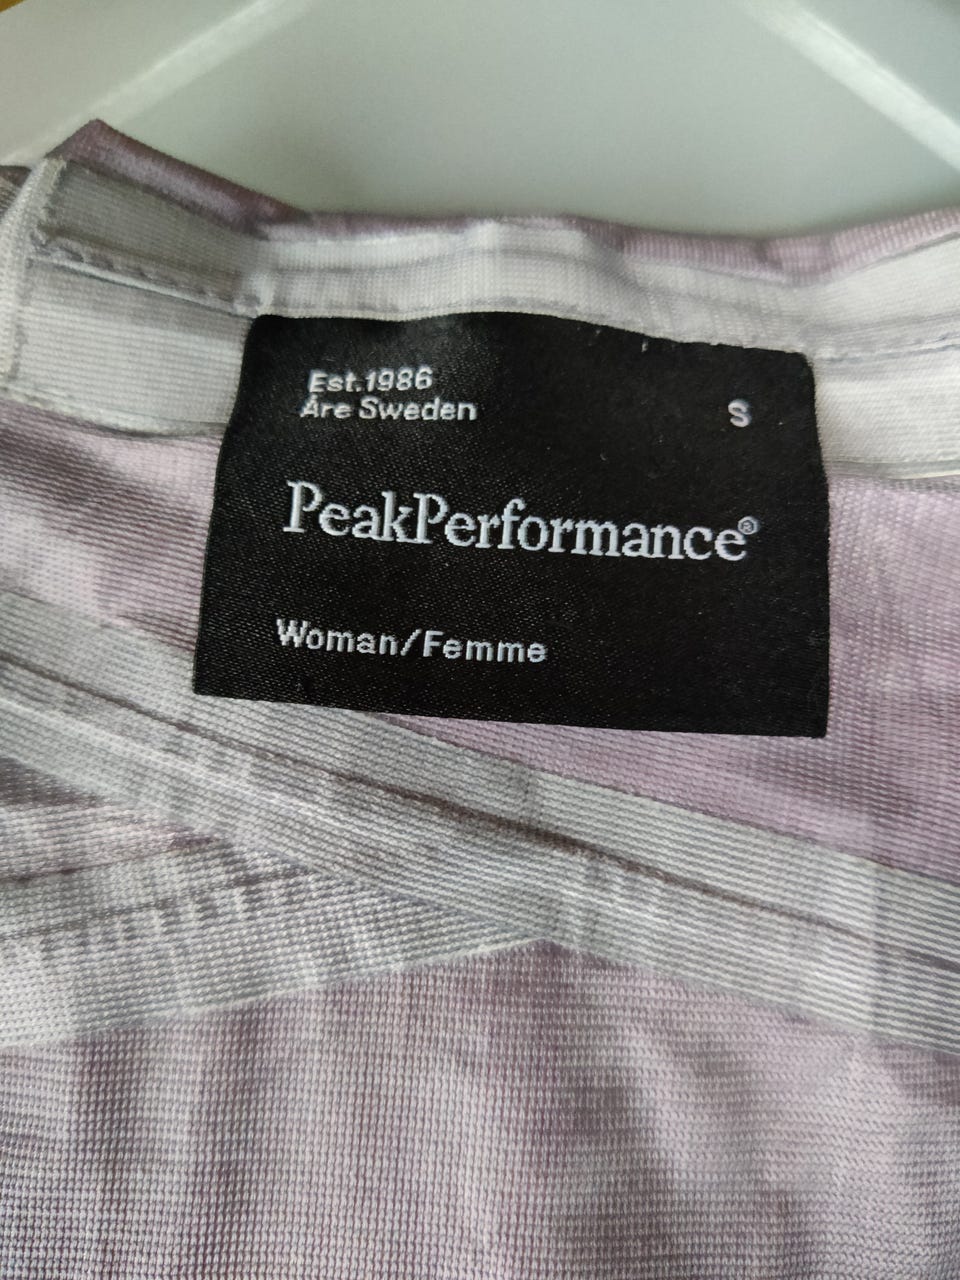 Est.1986
Åre Sweden
S
PeakPerformance®
Woman/Femme